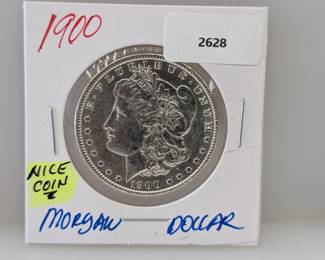 1900
2628
E·PLURIBUS·UNUM
1900
NICE
COIN
MORGAN DOLLAR